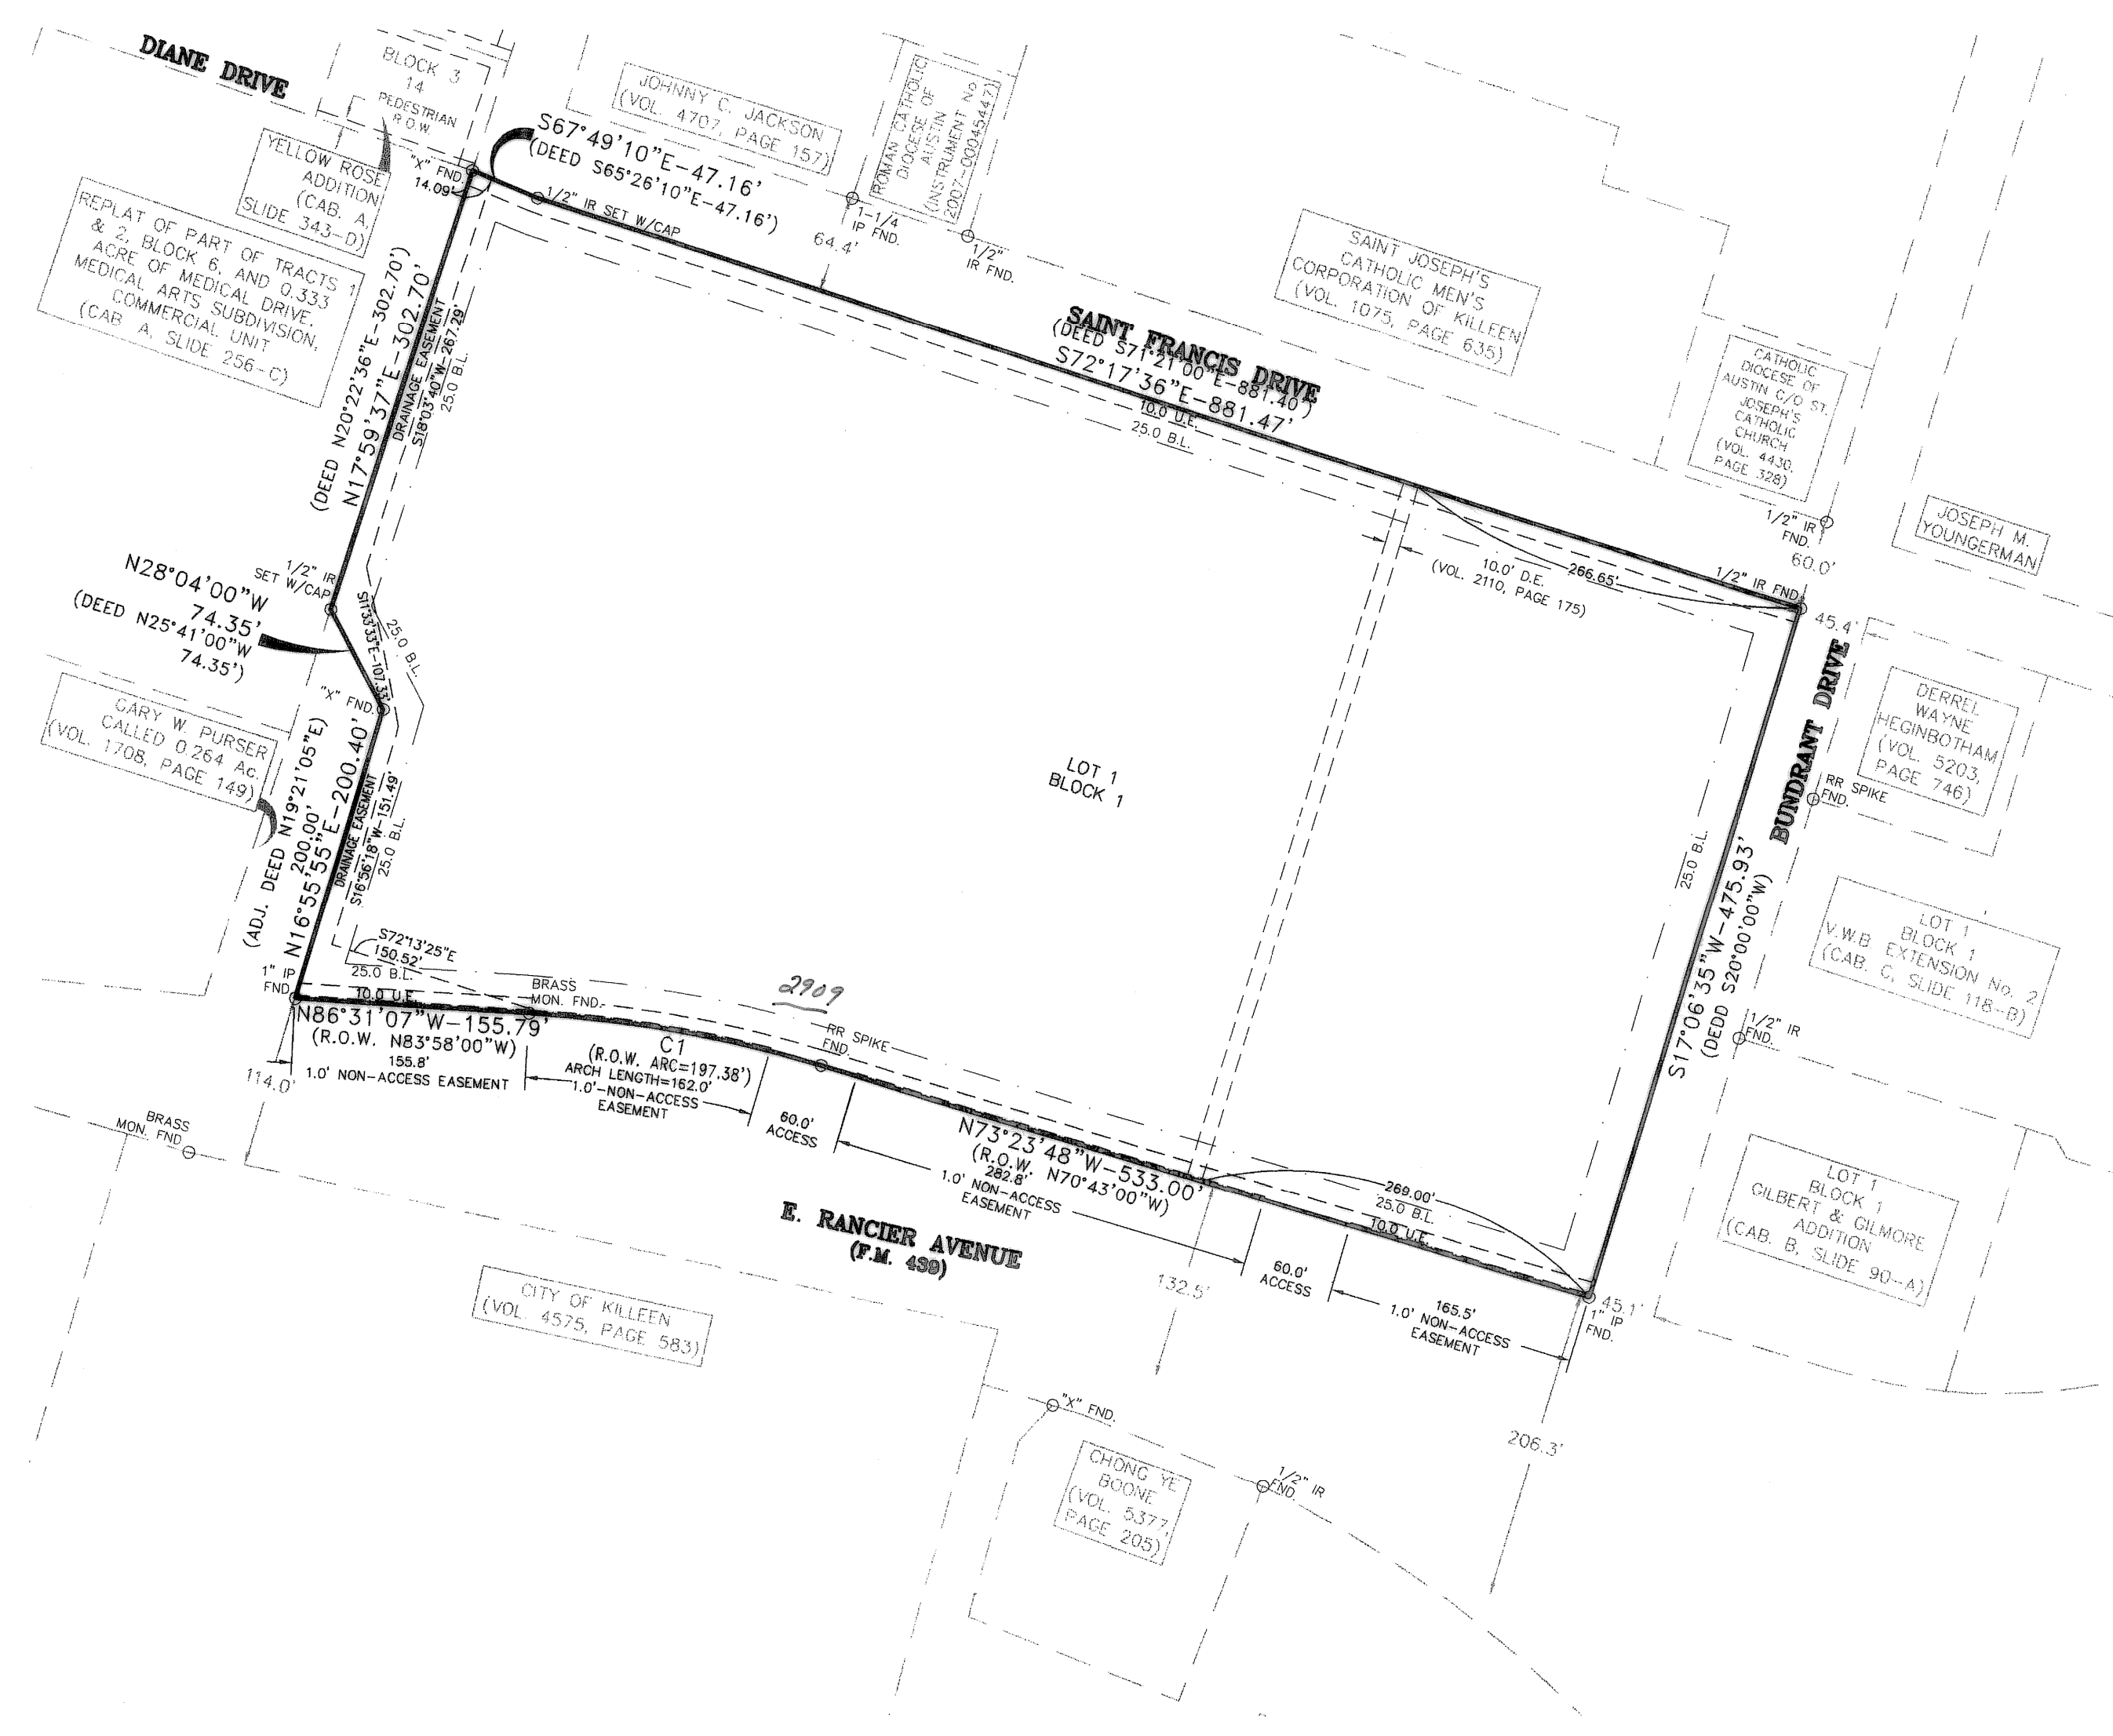 DIANE DRIVE
BLOCK 3
14
PEDESTRIAN
R.O.W.
JOHNNY C. JACKSON
(VOL. 4707, PAGE 157)
ROMAN CATHOLIC
DIOCESE OF
AUSTIN
(INSTRUMENT No
2007-00045447)
YELLOW ROSE
ADDITION
(CAB. A,
SLIDE 343-D)
"X" FND.
14.09'
S67°49'10"E-47.16'
(DEED S65°26'10"E-47.16')
1/2" IR SET W/CAP
64.4'
1-1/4
IP FND.
1/2"
IR FND.
REPLAT OF PART OF TRACTS 1
& 2, BLOCK 6, AND 0.333
ACRE OF MEDICAL DRIVE,
MEDICAL ARTS SUBDIVISION,
COMMERCIAL UNIT
(CAB A, SLIDE 256-C)
(DEED N20°22'36"E-302.70')
N17°59'37"E-302.70'
DRAINAGE EASEMENT
S18°03'40"W-267.29'
25.0 B.L.
SAINT JOSEPH'S
CATHOLIC MEN'S
CORPORATION OF KILLEEN
(VOL. 1075, PAGE 635)
SAINT FRANCIS DRIVE
(DEED S71°21'00"E-881.40')
S72°17'36"E-881.47'
10.0 U.E.
25.0 B.L.
CATHOLIC
DIOCESE OF
AUSTIN C/O ST.
JOSEPH'S
CATHOLIC
CHURCH
(VOL. 4430,
PAGE 328)
1/2" IR
FND.
60.0'
JOSEPH M.
YOUNGERMAN
10.0' D.E.
(VOL. 2110, PAGE 175)
266.65'
1/2" IR FND.
45.4'
1/2" IR
SET W/CAP
N28°04'00"W
74.35'
(DEED N25°41'00"W
74.35')
S11°33'33"E-107.33'
25.0 B.L.
"X" FND.
GARY W. PURSER
CALLED 0.264 Ac.
(VOL. 1708, PAGE 149)
(ADJ. DEED N19°21'05"E)
200.00'
N16°55'55"E-200.40'
DRAINAGE EASEMENT
S16°56'18"W-151.49'
25.0 B.L.
LOT 1
BLOCK 1
BUNDRANT DRIVE
DERREL
WAYNE
HEGINBOTHAM
(VOL. 5203,
PAGE 746)
RR SPIKE
FND.
25.0 B.L.
S17°06'35"W-475.93'
(DEDD S20°00'00"W)
LOT 1
BLOCK 1
V.W.B EXTENSION No. 2
(CAB. C, SLIDE 118-B)
1/2" IR
FND.
S72°13'25"E
150.52'
25.0 B.L.
1" IP
FND.
10.0 U.E.
BRASS
MON. FND.
2909
RR SPIKE
FND.
N86°31'07"W-155.79'
(R.O.W. N83°58'00"W)
155.8'
1.0' NON-ACCESS EASEMENT
C1
(R.O.W. ARC=197.38')
ARCH LENGTH=162.0'
1.0'-NON-ACCESS
EASEMENT
60.0'
ACCESS
114.0'
BRASS
MON. FND
N73°23'48"W-533.00'
(R.O.W. N70°43'00"W)
282.8'
1.0' NON-ACCESS
EASEMENT
269.00'
25.0 B.L.
10.0 U.E.
E. RANCIER AVENUE
(F.M. 439)
132.5'
60.0'
ACCESS
165.5'
1.0' NON-ACCESS
EASEMENT
45.1'
1" IP
FND.
LOT 1
BLOCK 1
GILBERT & GILMORE
ADDITION
(CAB. B, SLIDE 90-A)
CITY OF KILLEEN
(VOL. 4575, PAGE 583)
"X" FND.
206.3'
CHONG YE
BOONE
(VOL. 5377,
PAGE 205)
1/2" IR
FND.